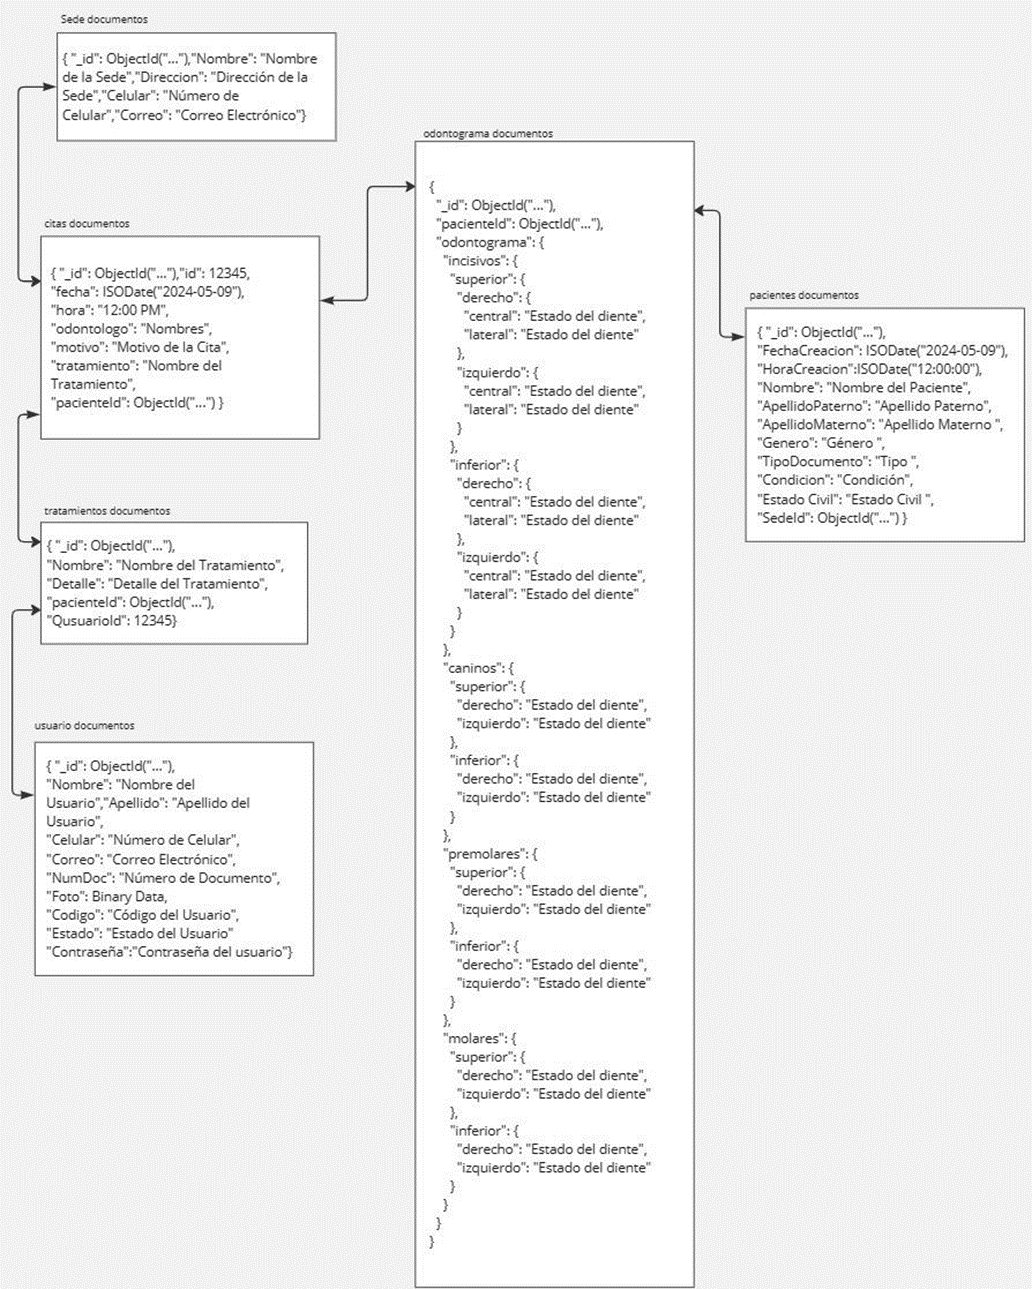 Sede documentos
{ "_id": ObjectId("..."),"Nombre": "Nombre
de la Sede","Direccion": "Dirección de la
Sede","Celular": "Número de
Celular","Correo": "Correo Electrónico"}
citas documentos
{ "_id": ObjectId("..."),"id": 12345,
"fecha": ISODate("2024-05-09"),
"hora": "12:00 PM",
"odontologo": "Nombres",
"motivo": "Motivo de la Cita",
"tratamiento": "Nombre del
Tratamiento",
"pacienteId": ObjectId("...") }
tratamientos documentos
{ "_id": ObjectId("..."),
"Nombre": "Nombre del Tratamiento",
"Detalle": "Detalle del Tratamiento",
"pacienteId": ObjectId("..."),
"QusuarioId": 12345}
usuario documentos
{ "_id": ObjectId("..."),
"Nombre": "Nombre del
Usuario","Apellido": "Apellido del
Usuario",
"Celular": "Número de Celular",
"Correo": "Correo Electrónico",
"NumDoc": "Número de Documento",
"Foto": Binary Data,
"Codigo": "Código del Usuario",
"Estado": "Estado del Usuario"
"Contraseña":"Contraseña del usuario"}
odontograma documentos
{
"_id": ObjectId("..."),
"pacienteId": ObjectId("..."),
"odontograma": {
"incisivos": {
"superior": {
"derecho": {
"central": "Estado del diente",
"lateral": "Estado del diente"
},
"izquierdo": {
"central": "Estado del diente",
"lateral": "Estado del diente"
}
},
"inferior": {
"derecho": {
"central": "Estado del diente",
"lateral": "Estado del diente"
},
"izquierdo": {
"central": "Estado del diente",
"lateral": "Estado del diente"
}
}
},
"caninos": {
"superior": {
"derecho": "Estado del diente",
"izquierdo": "Estado del diente"
},
"inferior": {
"derecho": "Estado del diente",
"izquierdo": "Estado del diente"
}
},
"premolares": {
"superior": {
"derecho": "Estado del diente",
"izquierdo": "Estado del diente"
},
"inferior": {
"derecho": "Estado del diente",
"izquierdo": "Estado del diente"
}
},
"molares": {
"superior": {
"derecho": "Estado del diente",
"izquierdo": "Estado del diente"
},
"inferior": {
"derecho": "Estado del diente",
"izquierdo": "Estado del diente"
}
}
}
}
pacientes documentos
{ "_id": ObjectId("..."),
"FechaCreacion": ISODate("2024-05-09"),
"HoraCreacion":ISODate("12:00:00"),
"Nombre": "Nombre del Paciente",
"ApellidoPaterno": "Apellido Paterno",
"ApellidoMaterno": "Apellido Materno ",
"Genero": "Género ",
"TipoDocumento": "Tipo ",
"Condicion": "Condición",
"Estado Civil": "Estado Civil ",
"SedeId": ObjectId("...") }